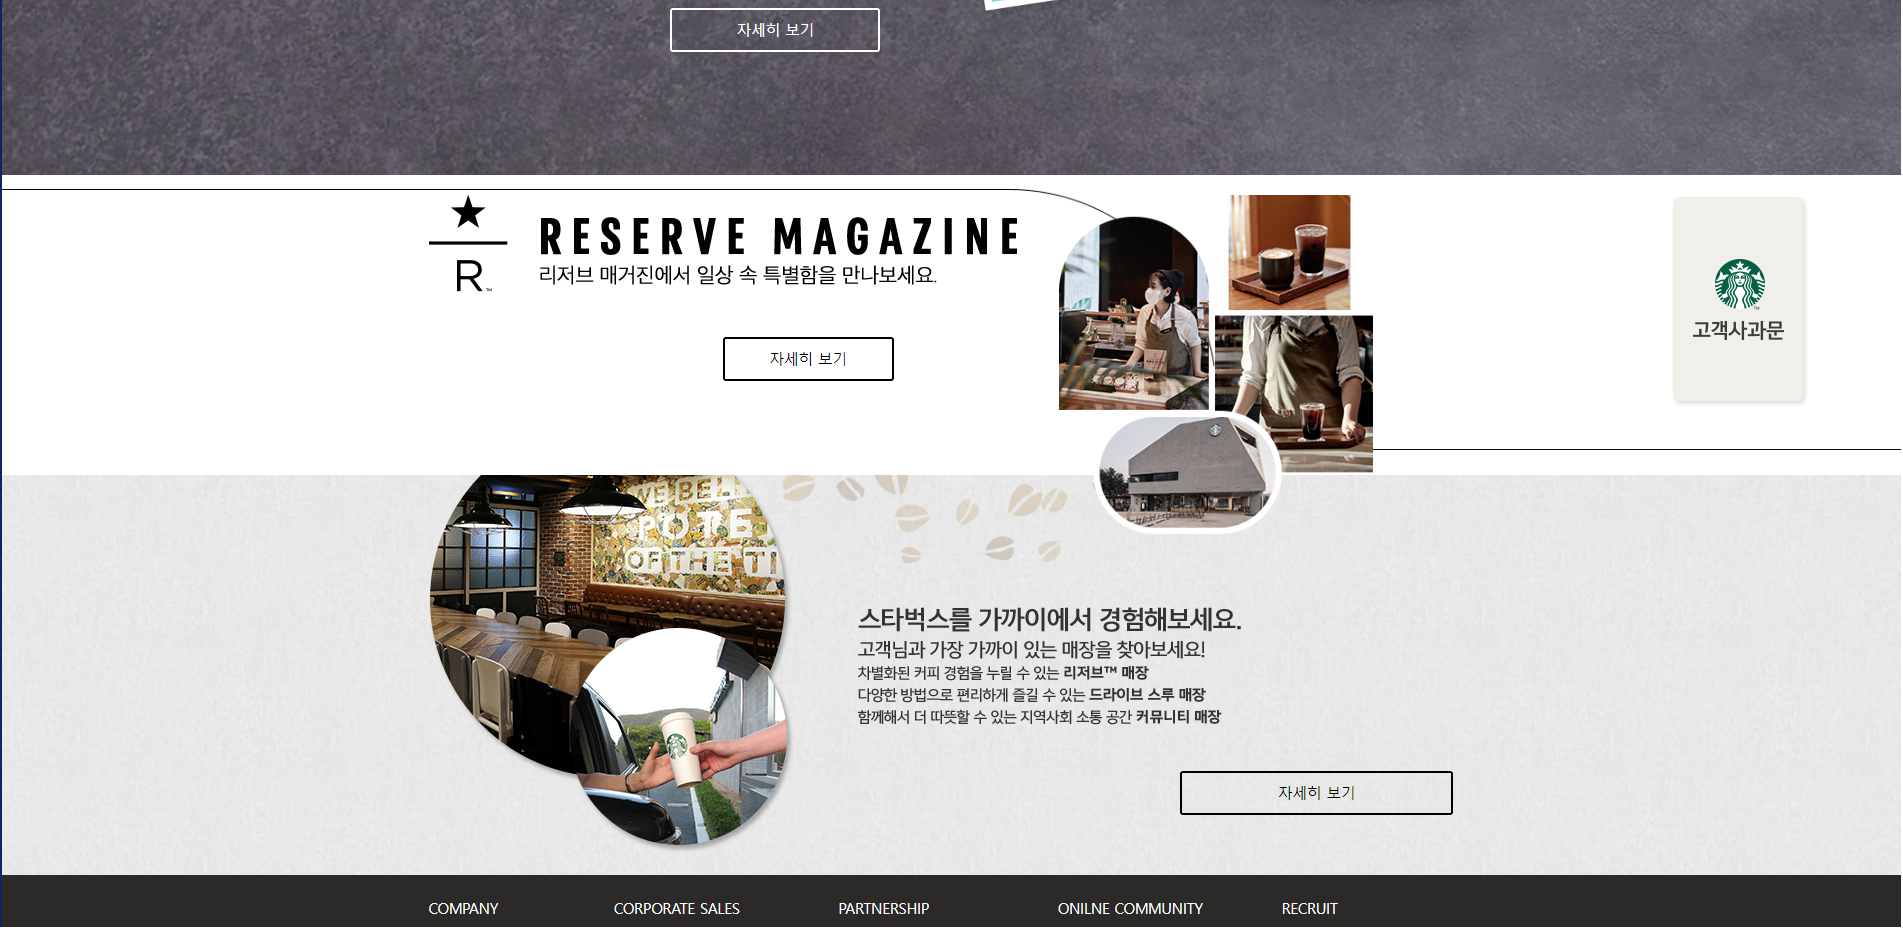 자세히 보기
RESERVE MAGAZINE
R™
리저브 매거진에서 일상 속 특별함을 만나보세요.
자세히 보기
고객사과문
POTE
OF THE
스타벅스를 가까이에서 경험해보세요.
고객님과 가장 가까이 있는 매장을 찾아보세요!
차별화된 커피 경험을 누릴 수 있는 리저브™ 매장
다양한 방법으로 편리하게 즐길 수 있는 드라이브 스루 매장
함께해서 더 따뜻할 수 있는 지역사회 소통 공간 커뮤니티 매장
자세히 보기
COMPANY
CORPORATE SALES
PARTNERSHIP
ONILNE COMMUNITY
RECRUIT